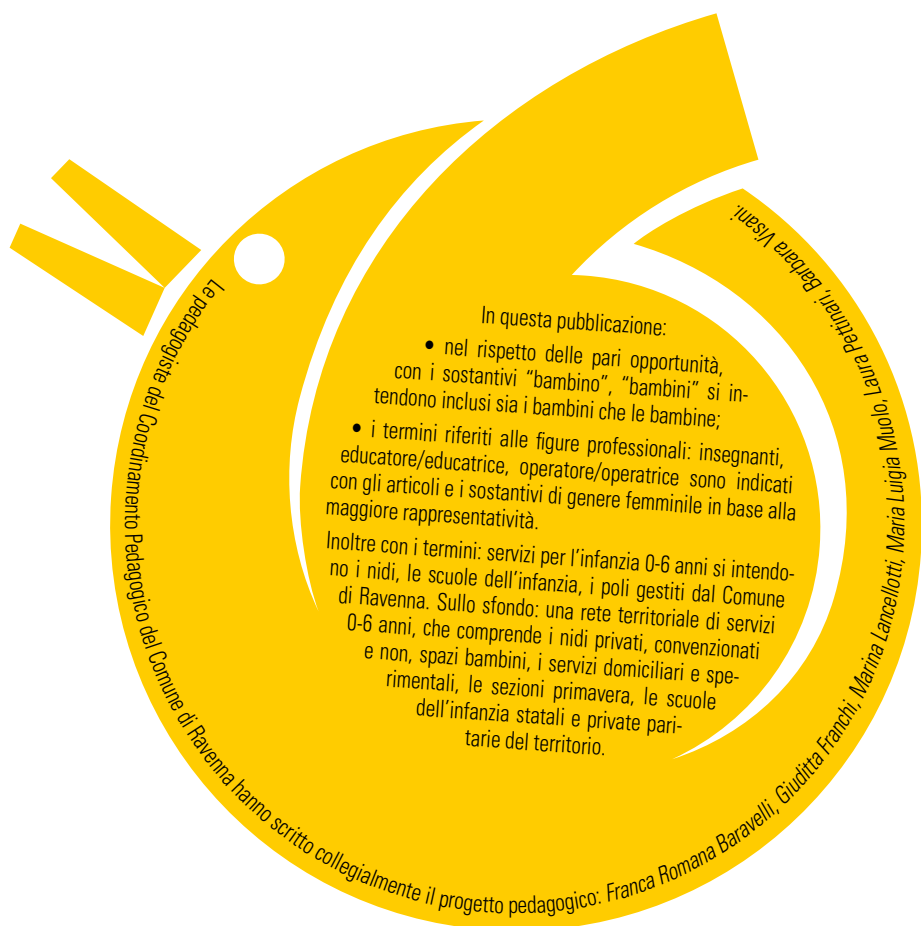 In questa pubblicazione:
• nel rispetto delle pari opportunità,
con i sostantivi “bambino”, “bambini” si in-
tendono inclusi sia i bambini che le bambine;
• i termini riferiti alle figure professionali: insegnanti,
educatore/educatrice, operatore/operatrice sono indicati
con gli articoli e i sostantivi di genere femminile in base alla
maggiore rappresentatività.
Inoltre con i termini: servizi per l’infanzia 0-6 anni si intendo-
no i nidi, le scuole dell’infanzia, i poli gestiti dal Comune
di Ravenna. Sullo sfondo: una rete territoriale di servizi
0-6 anni, che comprende i nidi privati, convenzionati
e non, spazi bambini, i servizi domiciliari e spe-
rimentali, le sezioni primavera, le scuole
dell’infanzia statali e private pari-
tarie del territorio.
Le pedagogiste del Coordinamento Pedagogico del Comune di Ravenna hanno scritto collegialmente il progetto pedagogico: Franca Romana Baravelli, Giuditta Franchi, Marina Lancellotti, Maria Luigia Muolo, Laura Pettinari, Barbara Visani.